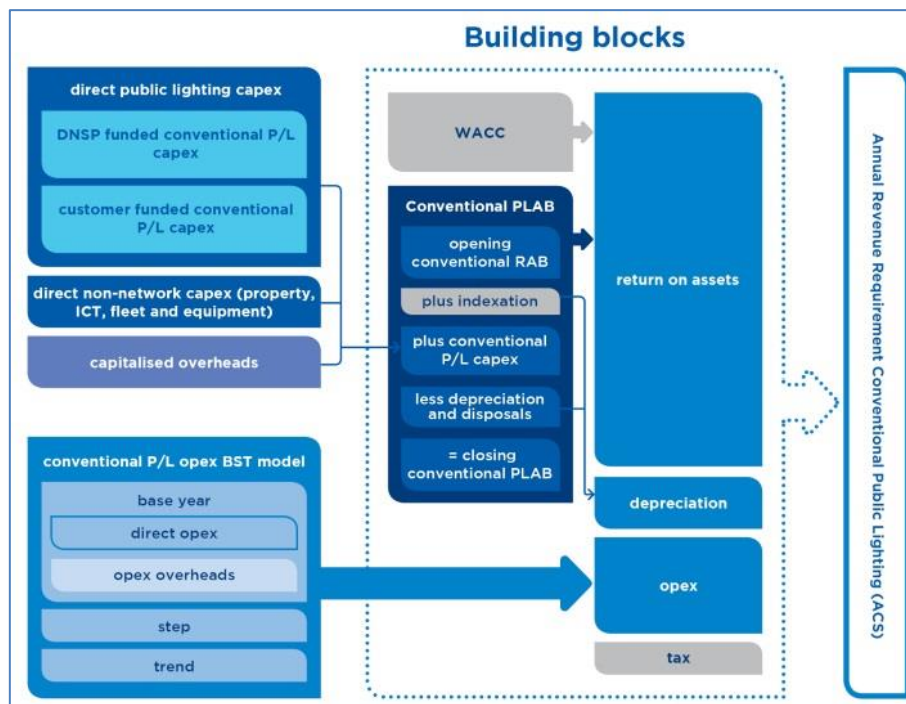 Building blocks
direct public lighting capex
DNSP funded conventional P/L
capex
customer funded conventional
P/L capex
direct non-network capex (property,
ICT, fleet and equipment)
capitalised overheads
conventional P/L opex BST model
base year
direct opex
opex overheads
step
trend
WACC
Conventional PLAB
opening
conventional RAB
plus indexation
plus conventional
P/L capex
less depreciation
and disposals
= closing
conventional PLAB
return on assets
depreciation
opex
tax
Annual Revenue Requirement Conventional Public Lighting (ACS)